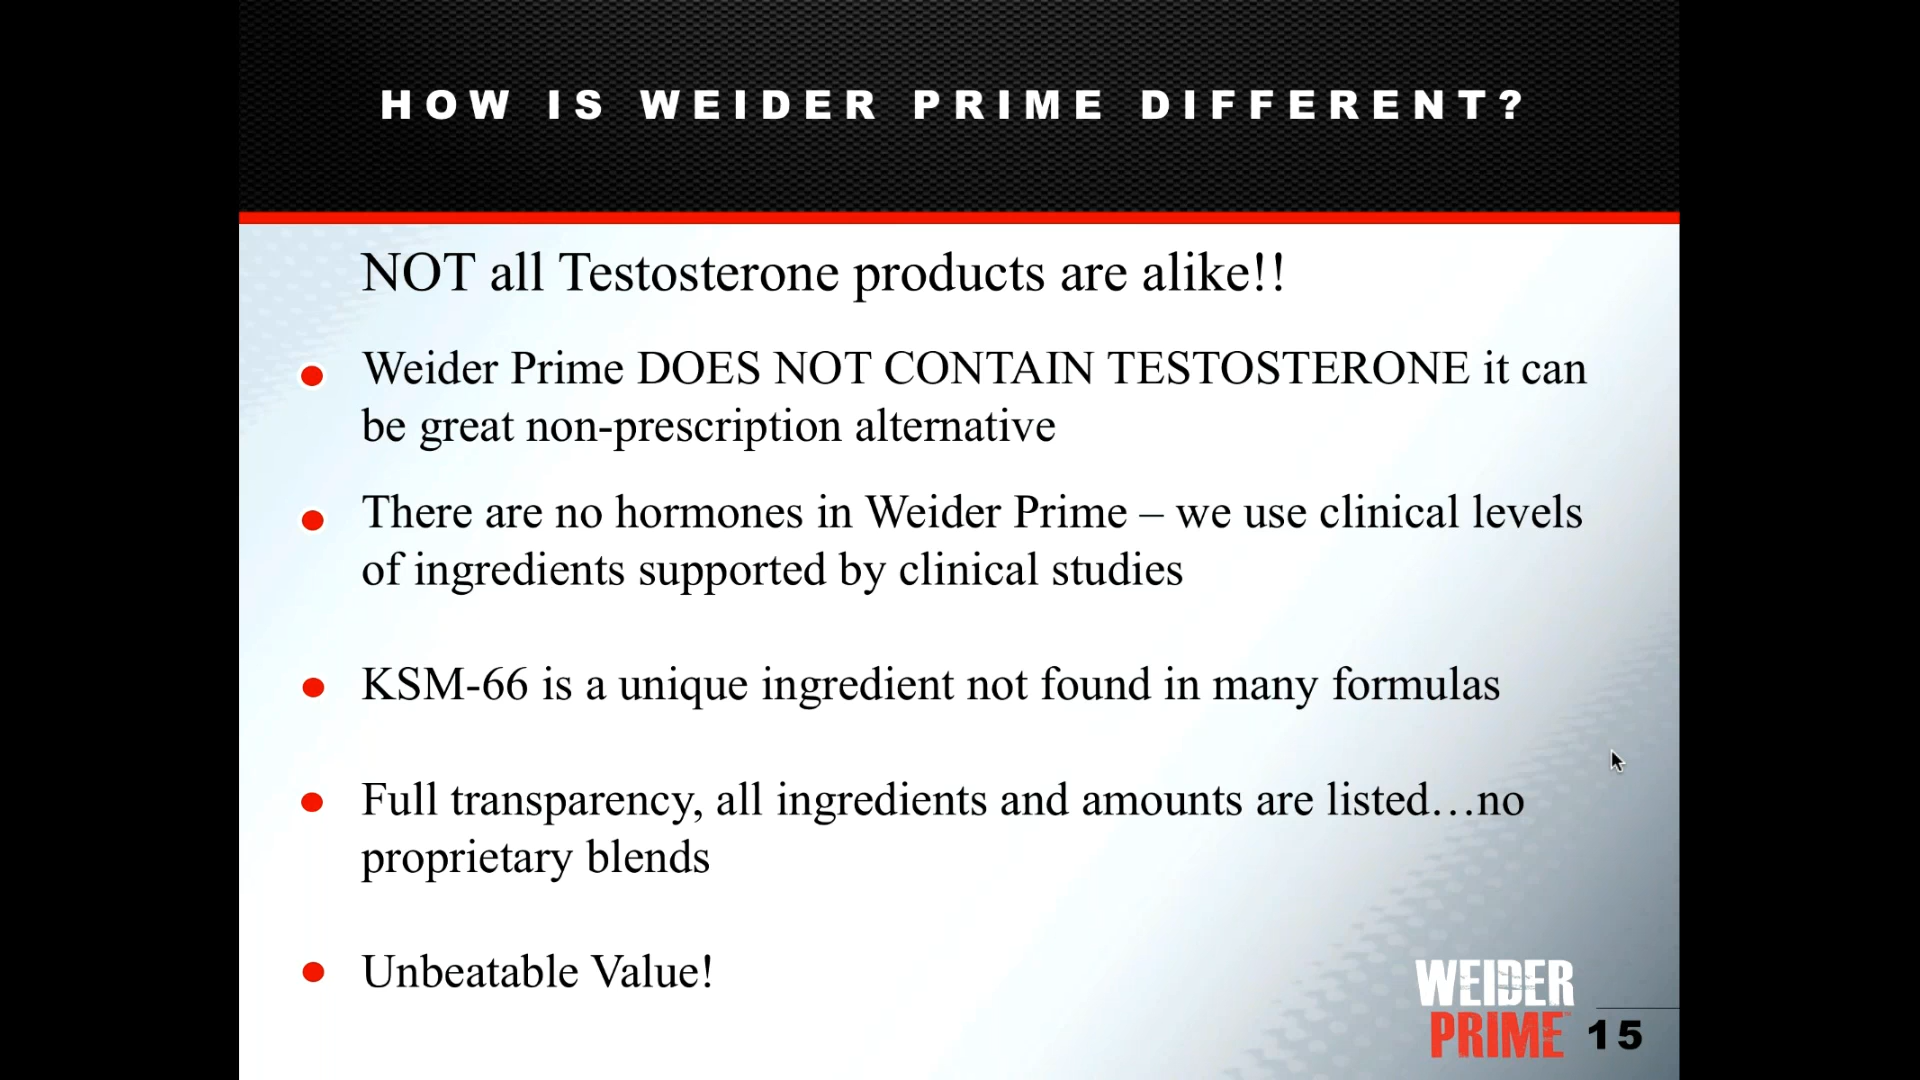 HOW IS WEIDER PRIME DIFFERENT?
NOT all Testosterone products are alike!!
Weider Prime DOES NOT CONTAIN TESTOSTERONE it can
be great non-prescription alternative
There are no hormones in Weider Prime – we use clinical levels
of ingredients supported by clinical studies
KSM-66 is a unique ingredient not found in many formulas
Full transparency, all ingredients and amounts are listed…no
proprietary blends
Unbeatable Value!
WEIDER
PRIME
15